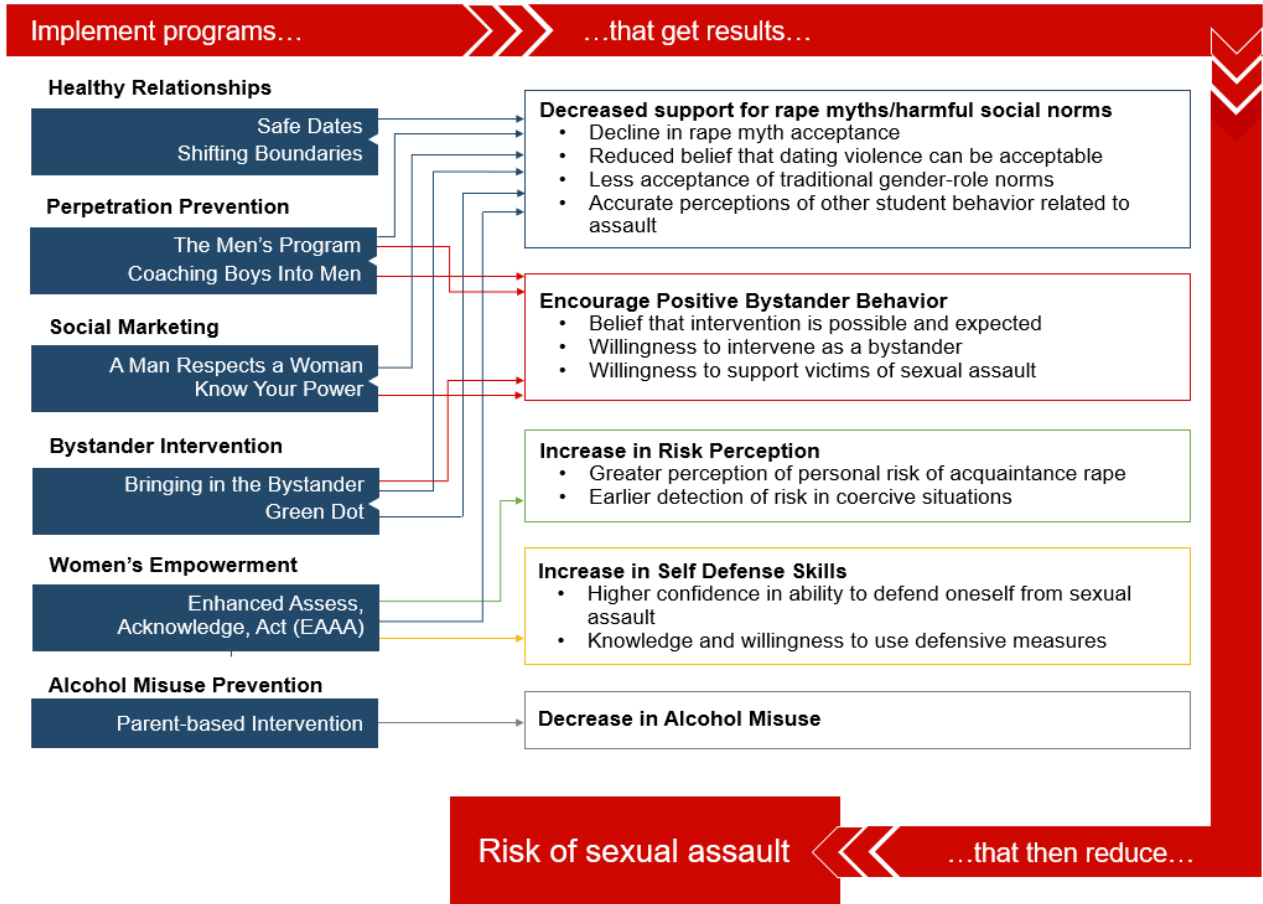 Implement programs…
…that get results…
Healthy Relationships
Safe Dates
Shifting Boundaries
Perpetration Prevention
The Men's Program
Coaching Boys Into Men
Social Marketing
A Man Respects a Woman
Know Your Power
Bystander Intervention
Bringing in the Bystander
Green Dot
Women's Empowerment
Enhanced Assess,
Acknowledge, Act (EAAA)
Alcohol Misuse Prevention
Parent-based Intervention
Decreased support for rape myths/harmful social norms
• Decline in rape myth acceptance
• Reduced belief that dating violence can be acceptable
• Less acceptance of traditional gender-role norms
• Accurate perceptions of other student behavior related to
assault
Encourage Positive Bystander Behavior
• Belief that intervention is possible and expected
• Willingness to intervene as a bystander
• Willingness to support victims of sexual assault
Increase in Risk Perception
• Greater perception of personal risk of acquaintance rape
• Earlier detection of risk in coercive situations
Increase in Self Defense Skills
• Higher confidence in ability to defend oneself from sexual
assault
• Knowledge and willingness to use defensive measures
Decrease in Alcohol Misuse
…that then reduce…
Risk of sexual assault